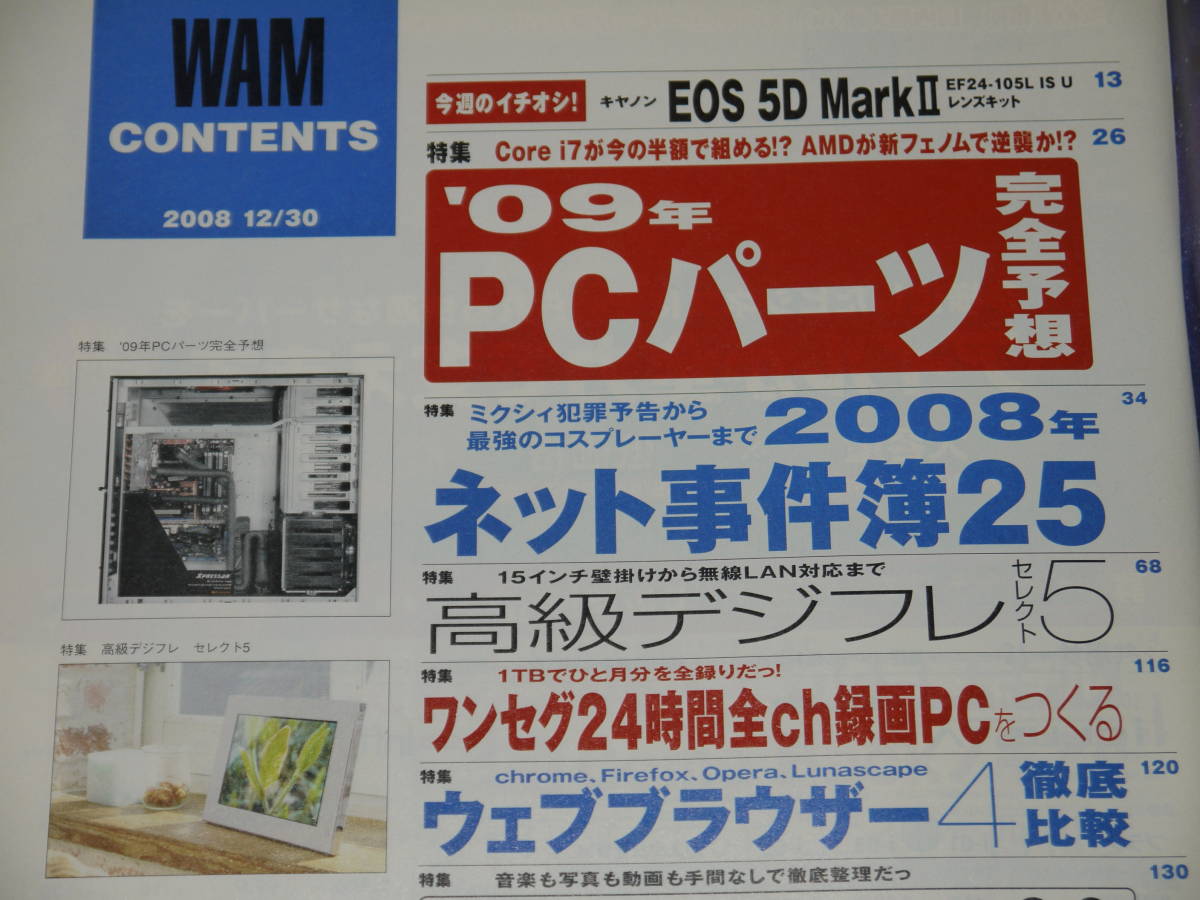 WAM
CONTENTS
2008 12/30
特集 '09年PCパーツ完全予想
XPRESSAR
特集 高級デジフレ セレクト5
今週のイチオシ! キヤノン EOS 5D MarkⅡ EF24-105L IS U レンズキット 13
特集 Core i7が今の半額で組める!? AMDが新フェノムで逆襲か!? 26
'09年
PCパーツ
完全予想
特集 ミクシィ犯罪予告から
最強のコスプレーヤーまで 2008年 34
ネット事件簿25
特集 15インチ壁掛けから無線LAN対応まで 68
高級デジフレセレクト5
特集 1TBでひと月分を全録りだっ! 116
ワンセグ24時間全ch録画PCをつくる
特集 chrome、Firefox、Opera、Lunascape 120
ウェブブラウザー4徹底比較
特集 音楽も写真も動画も手間なしで徹底整理だっ 130